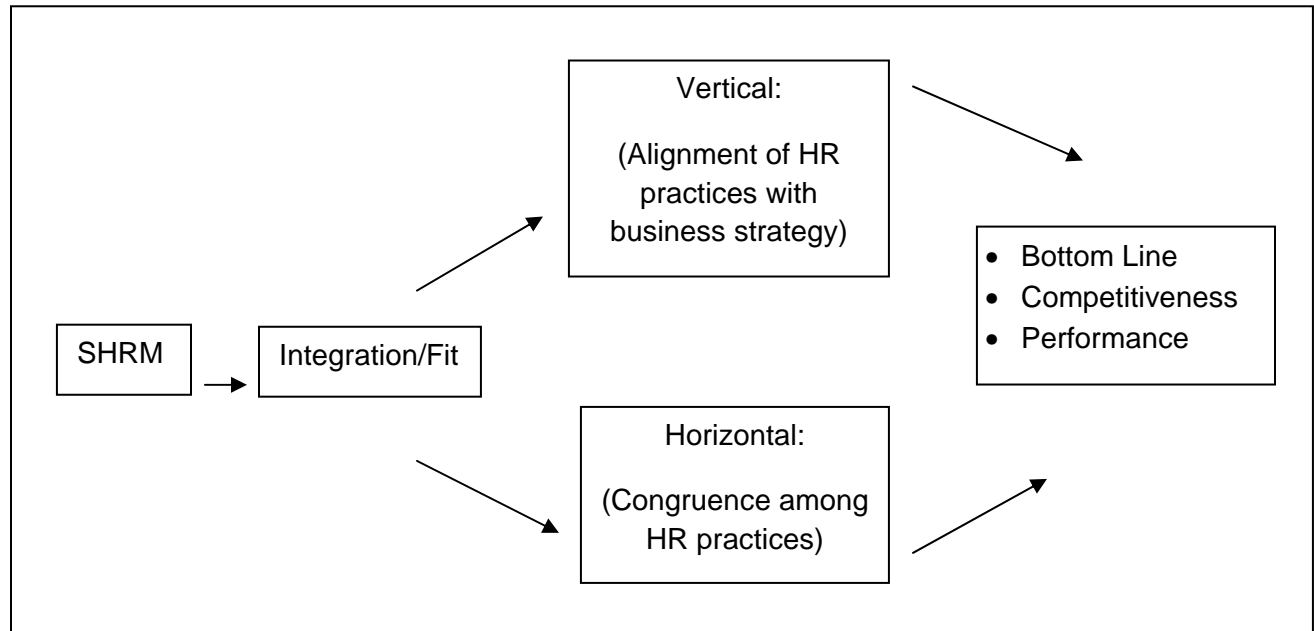 SHRM
Integration/Fit
Vertical:
(Alignment of HR
practices with
business strategy)
Horizontal:
(Congruence among
HR practices)
• Bottom Line
• Competitiveness
• Performance